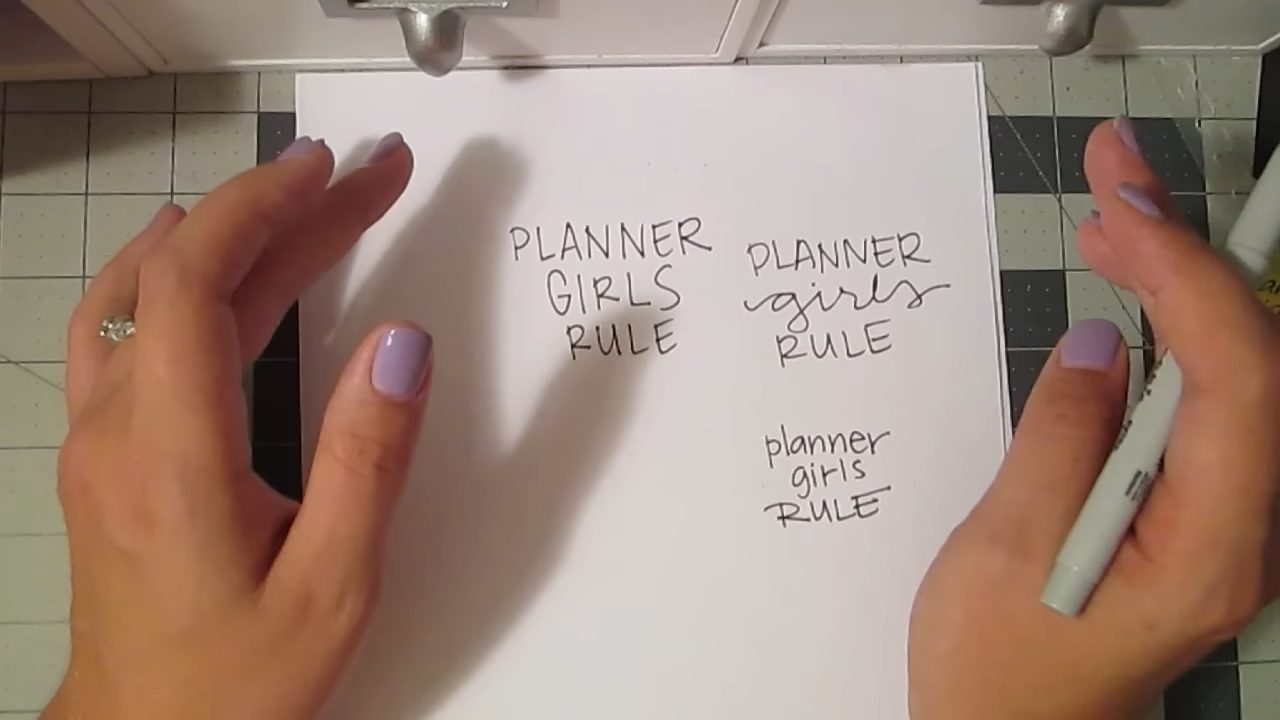 PLANNER
GIRLS
RULE
PLANNER
girls
RULE
planner
girls
RULE